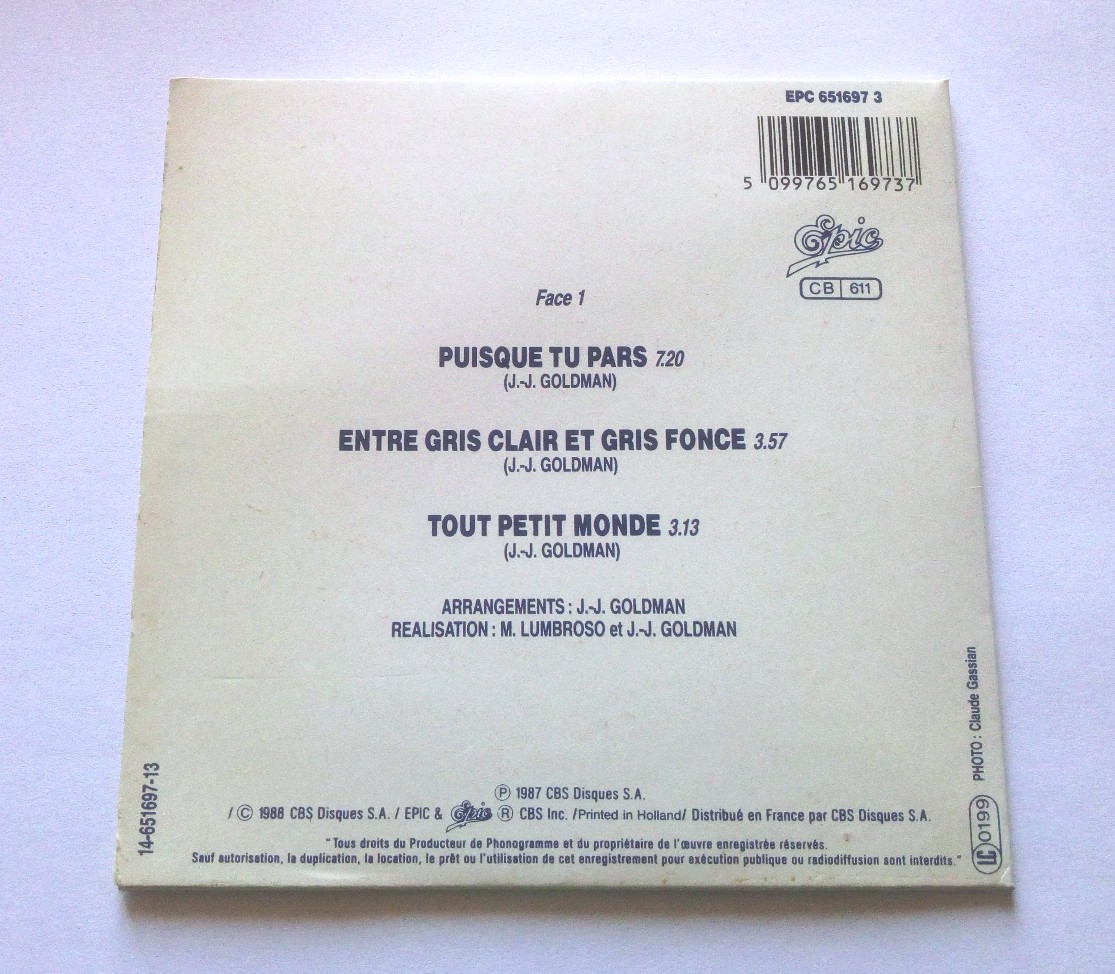 EPC 651697 3
5 099765 169737
Epic
CB 611
Face 1
PUISQUE TU PARS 7.20
(J.-J. GOLDMAN)
ENTRE GRIS CLAIR ET GRIS FONCE 3.57
(J.-J. GOLDMAN)
TOUT PETIT MONDE 3.13
(J.-J. GOLDMAN)
ARRANGEMENTS : J.-J. GOLDMAN
REALISATION : M. LUMBROSO et J.-J. GOLDMAN
PHOTO : Claude Gassian
14-651697-13
Ⓟ 1987 CBS Disques S.A.
/ © 1988 CBS Disques S.A. / EPIC & Epic ® CBS Inc. /Printed in Holland/ Distribué en France par CBS Disques S.A.
LC 0199
"Tous droits du Producteur de Phonogramme et du propriétaire de l'œuvre enregistrée réservés.
Sauf autorisation, la duplication, la location, le prêt ou l'utilisation de cet enregistrement pour exécution publique ou radiodiffusion sont interdits."